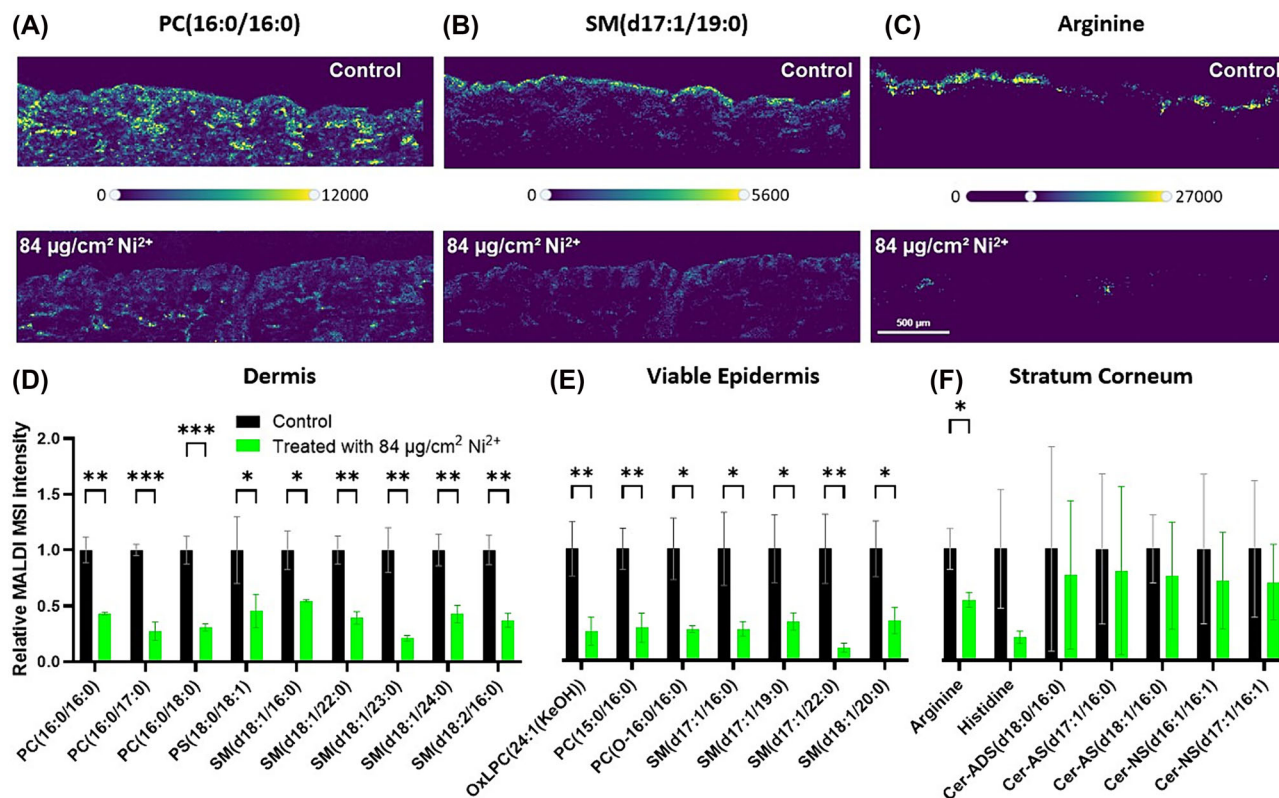 (A) PC(16:0/16:0)
(B) SM(d17:1/19:0)
(C) Arginine
Control
Control
Control
0 12000
0 5600
0 27000
84 µg/cm² Ni²⁺
84 µg/cm² Ni²⁺
84 µg/cm² Ni²⁺
500 µm
(D) Dermis
(E) Viable Epidermis
(F) Stratum Corneum
Control
Treated with 84 µg/cm² Ni²⁺
Relative MALDI MSI intensity
2.0
1.5
1.0
0.5
0.0
** *** *** * * ** ** ** **
** ** * * * ** *
*
PC(16:0/16:0)
PC(16:0/17:0)
PC(16:0/18:0)
PS(18:0/18:1)
SM(d18:1/16:0)
SM(d18:1/22:0)
SM(d18:1/23:0)
SM(d18:1/24:0)
SM(d18:2/16:0)
OxLPC(24:1(KeOH))
PC(15:0/16:0)
PC(O-16:0/16:0)
SM(d17:1/16:0)
SM(d17:1/19:0)
SM(d17:1/22:0)
SM(d18:1/20:0)
Arginine
Histidine
Cer-ADS(d18:0/16:0)
Cer-AS(d17:1/16:0)
Cer-AS(d18:1/16:0)
Cer-NS(d16:1/16:1)
Cer-NS(d17:1/16:1)